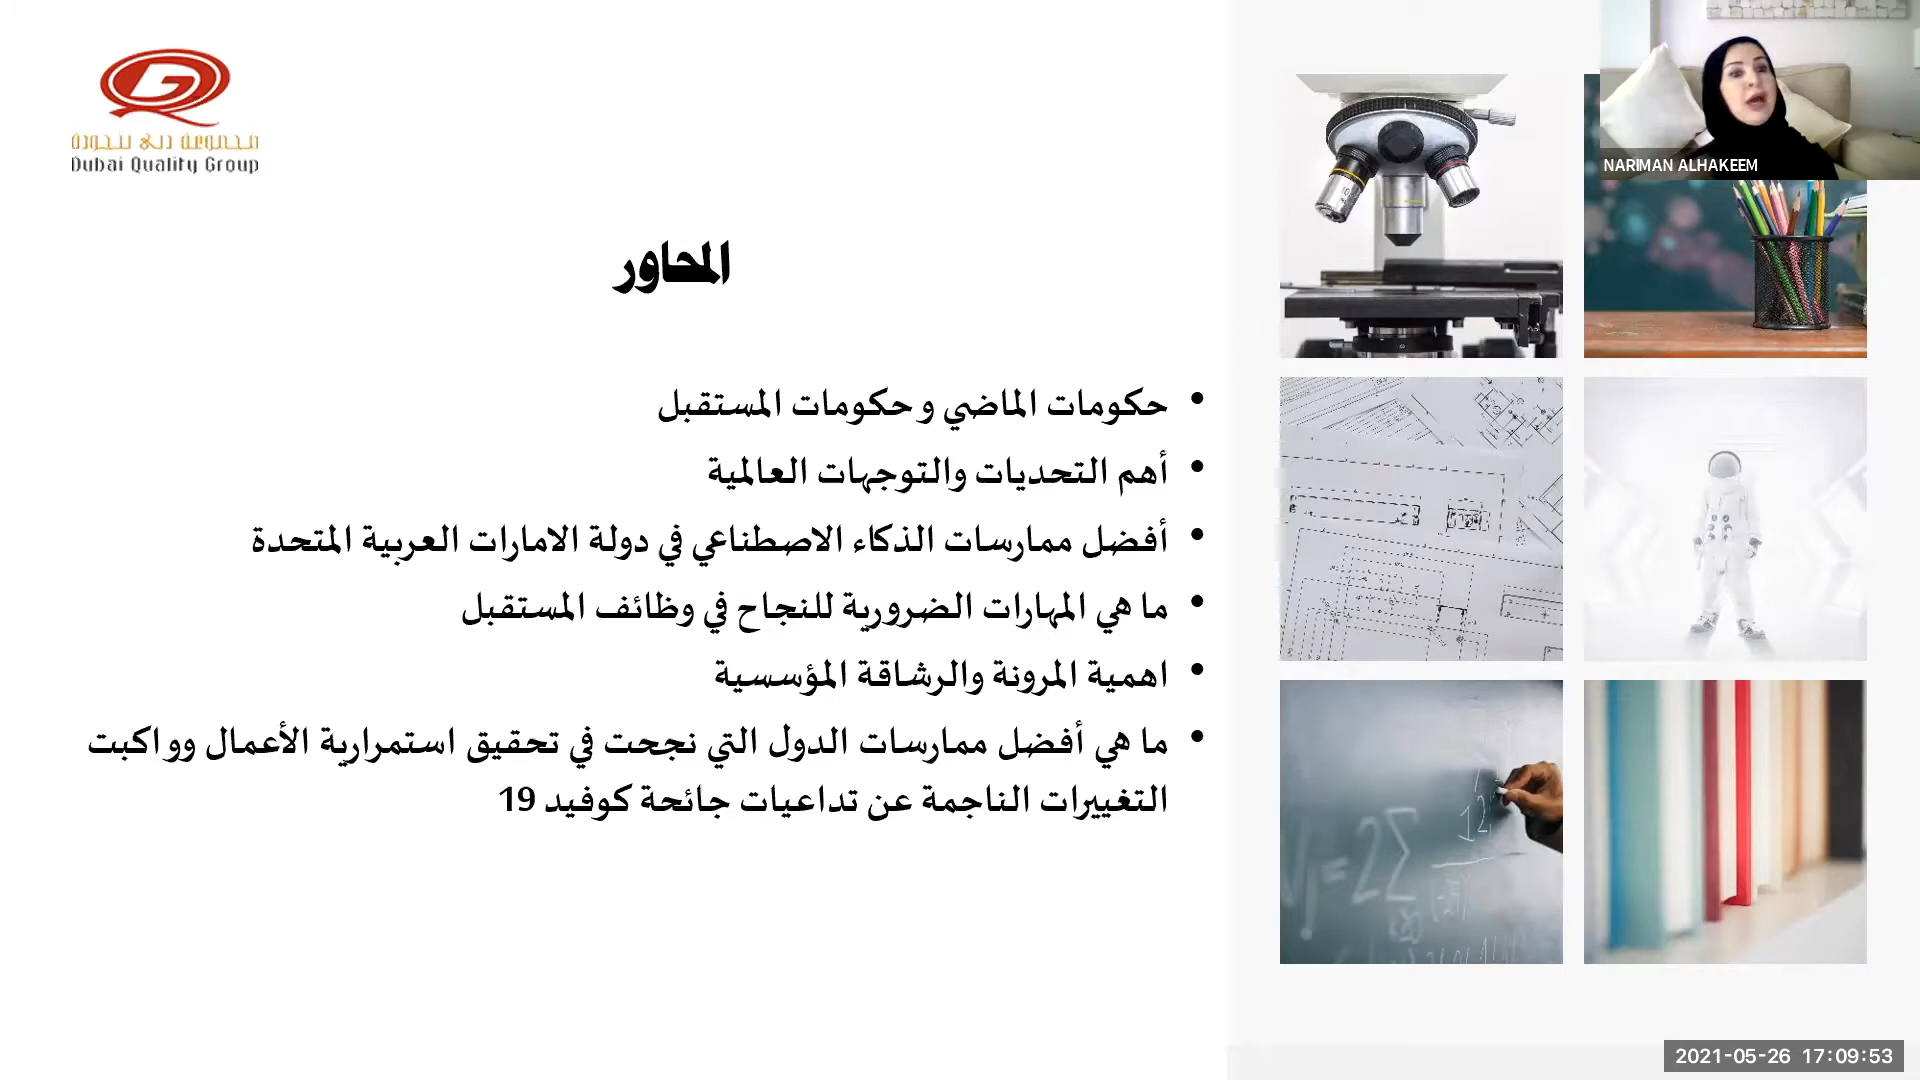 مجموعة دبي للجودة
Dubai Quality Group
NARIMAN ALHAKEEM
المحاور
• حكومات الماضي وحكومات المستقبل
• أهم التحديات والتوجهات العالمية
• أفضل ممارسات الذكاء الاصطناعي في دولة الامارات العربية المتحدة
• ما هي المهارات الضرورية للنجاح في وظائف المستقبل
• اهمية المرونة والرشاقة المؤسسية
• ما هي أفضل ممارسات الدول التي نجحت في تحقيق استمرارية الأعمال وواكبت
التغييرات الناجمة عن تداعيات جائحة كوفيد 19
2021-05-26 17:09:53